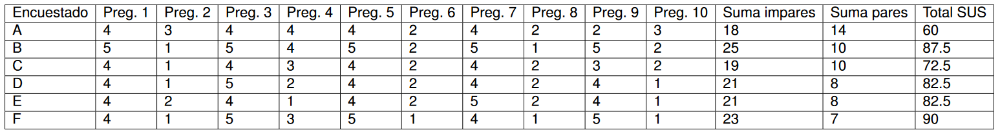 Encuestado Preg. 1 Preg. 2 Preg. 3 Preg. 4 Preg. 5 Preg. 6 Preg. 7 Preg. 8 Preg. 9 Preg. 10 Suma impares Suma pares Total SUS
A 4 3 4 4 4 2 4 2 2 3 18 14 60
B 5 1 5 4 5 2 5 1 5 2 25 10 87.5
C 4 1 4 3 4 2 4 2 3 2 19 10 72.5
D 4 1 5 2 4 2 4 2 4 1 21 8 82.5
E 4 2 4 1 4 2 5 2 4 1 21 8 82.5
F 4 1 5 3 5 1 4 1 5 1 23 7 90